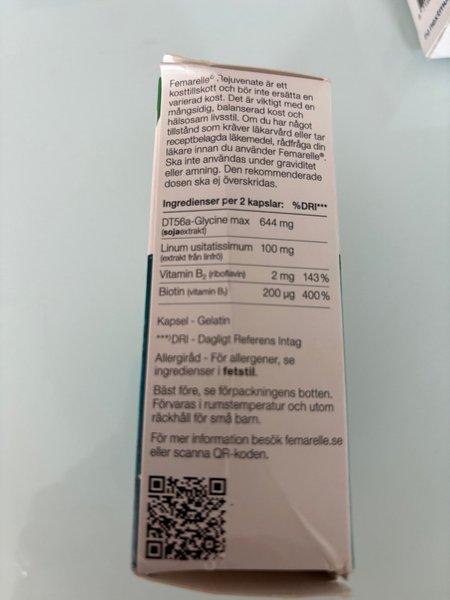 Femarelle® Rejuvenate är ett
kosttillskott och bör inte ersätta en
varierad kost. Det är viktigt med en
mångsidig, balanserad kost och
hälsosam livsstil. Om du har något
tillstånd som kräver läkarvård eller tar
receptbelagda läkemedel, rådfråga din
läkare innan du använder Femarelle®.
Ska inte användas under graviditet
eller amning. Den rekommenderade
dosen ska ej överskridas.
Ingredienser per 2 kapslar: %DRI***
DT56a-Glycine max 644 mg
(sojaextrakt)
Linum usitatissimum 100 mg
(extrakt från linfrö)
Vitamin B₂ (riboflavin) 2 mg 143%
Biotin (vitamin B₇) 200 µg 400%
Kapsel - Gelatin
***)DRI - Dagligt Referens Intag
Allergiråd - För allergener, se
ingredienser i fetstil.
Bäst före, se förpackningens botten.
Förvaras i rumstemperatur och utom
räckhåll för små barn.
För mer information besök femarelle.se
eller scanna QR-koden.